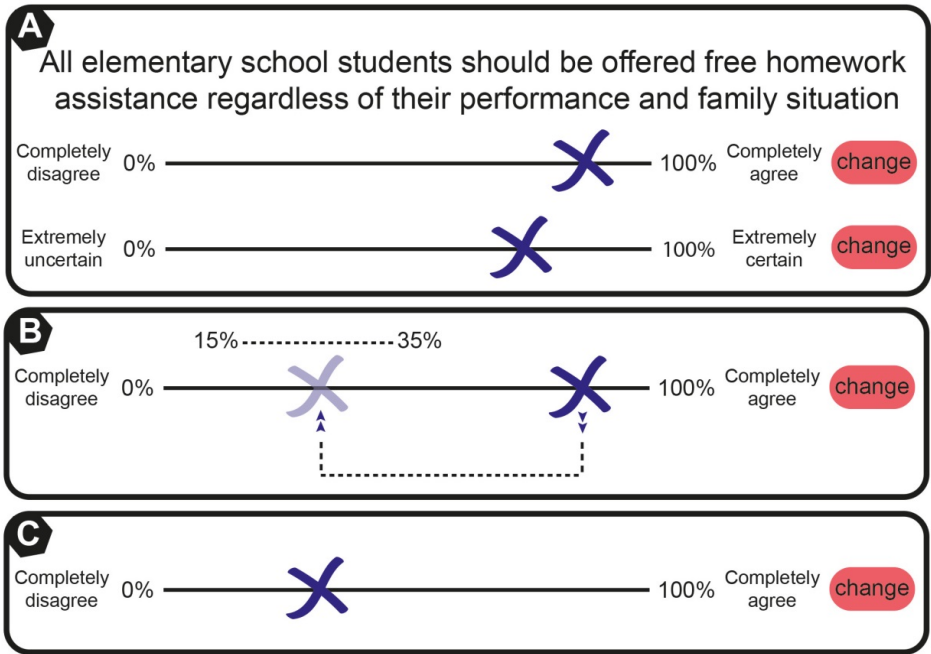 A
All elementary school students should be offered free homework
assistance regardless of their performance and family situation
Completely disagree 0% 100% Completely agree change
Extremely uncertain 0% 100% Extremely certain change
B
15% 35%
Completely disagree 0% 100% Completely agree change
C
Completely disagree 0% 100% Completely agree change